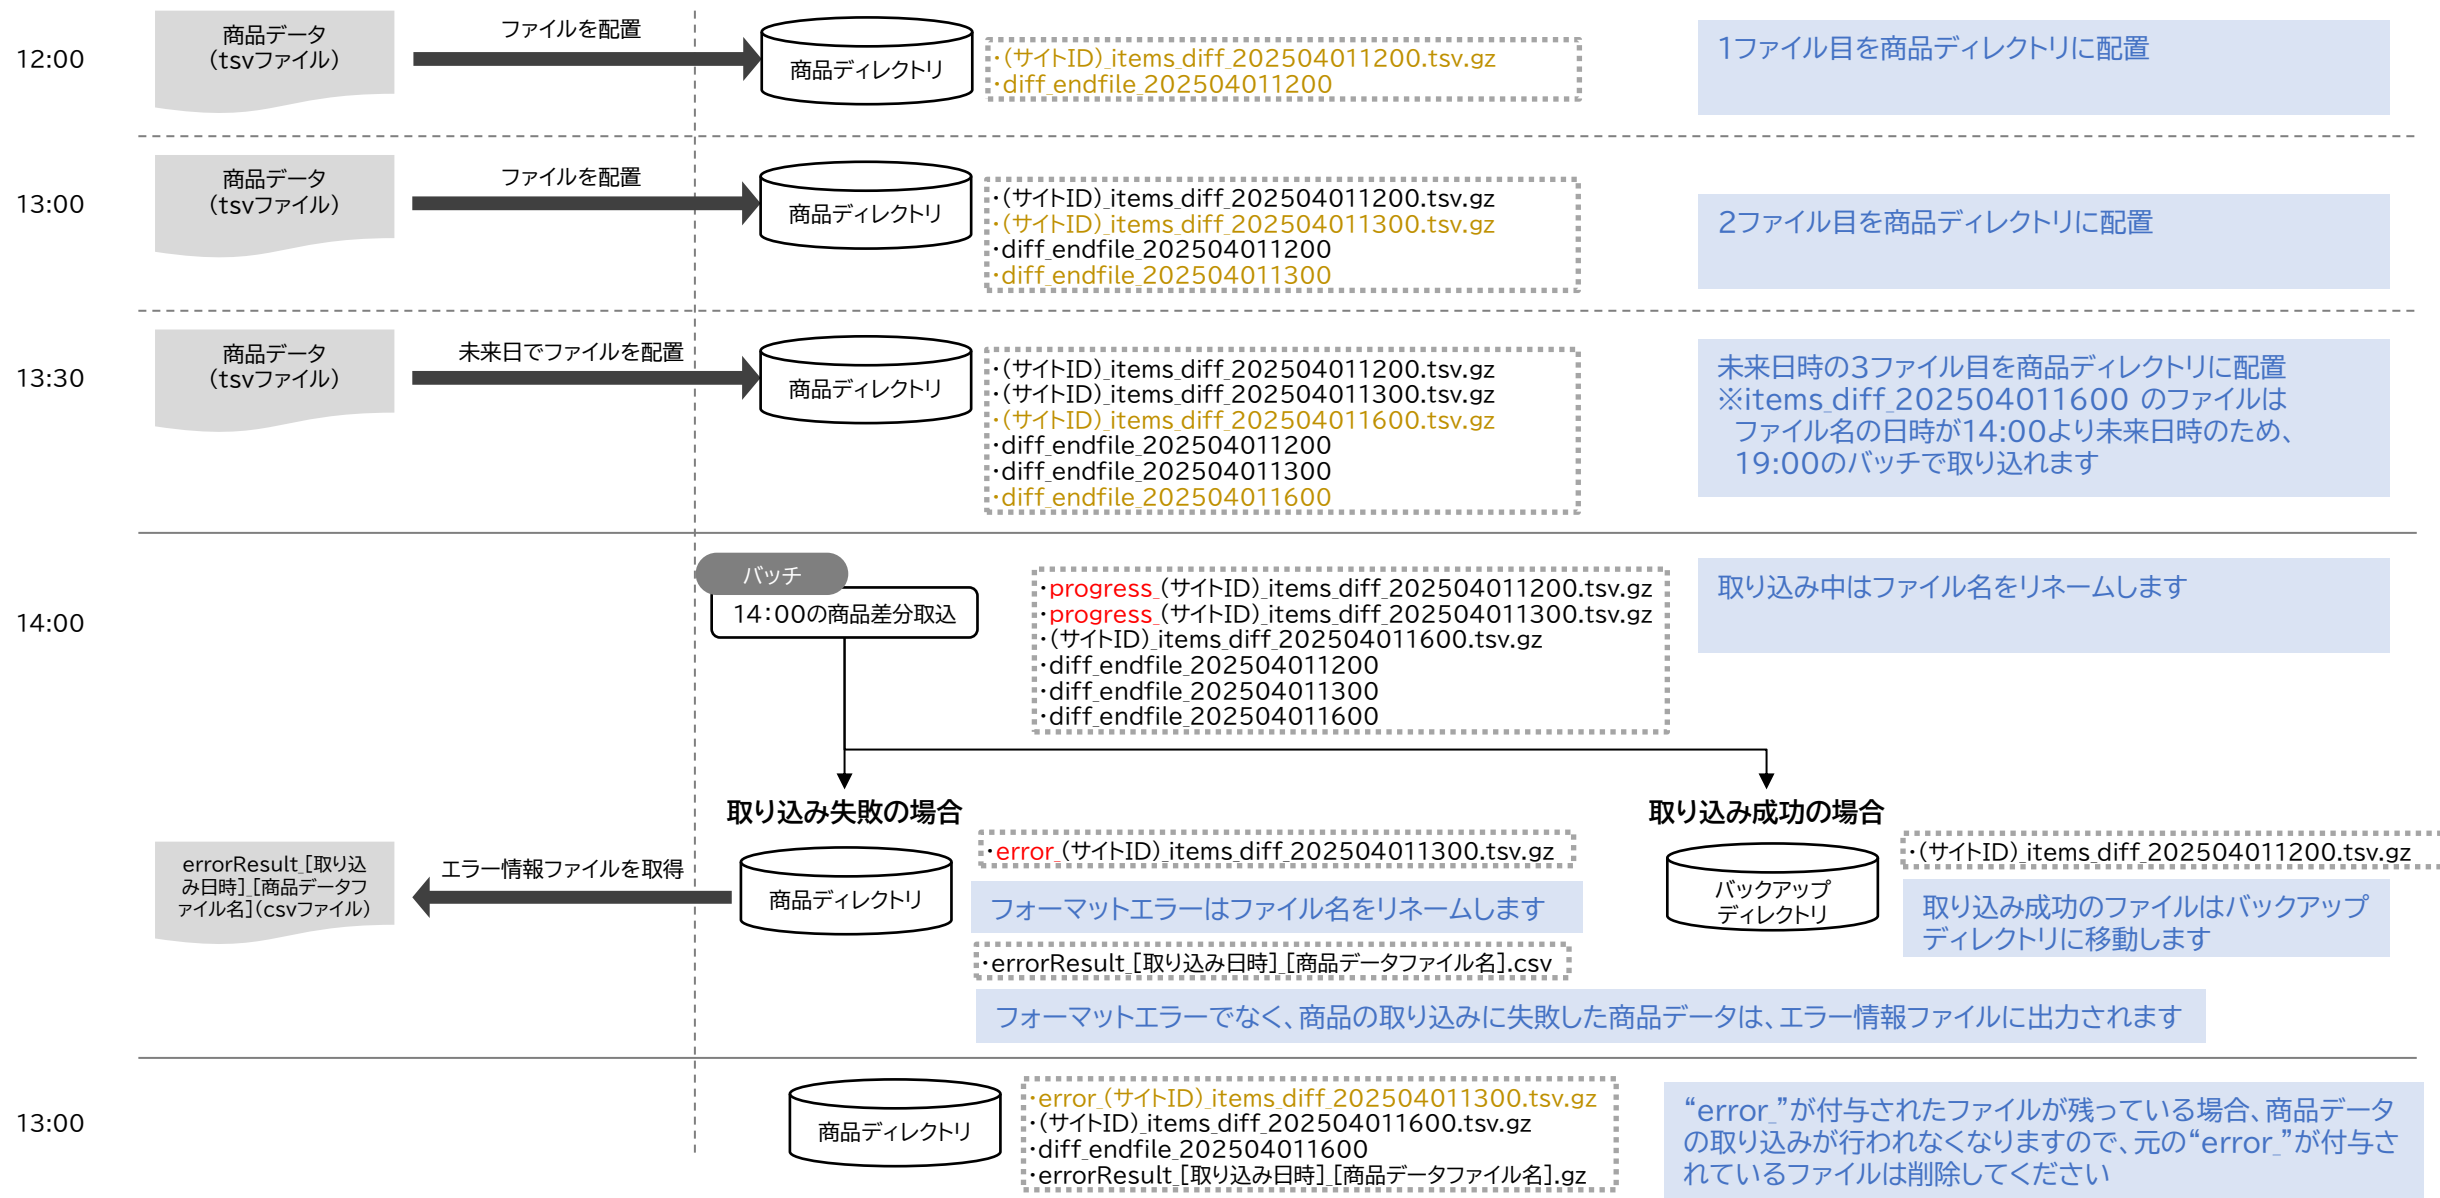 12:00
商品データ
(tsvファイル)
ファイルを配置
商品ディレクトリ
・(サイトID)_items_diff_202504011200.tsv.gz
・diff_endfile_202504011200
1ファイル目を商品ディレクトリに配置
13:00
商品データ
(tsvファイル)
ファイルを配置
商品ディレクトリ
・(サイトID)_items_diff_202504011200.tsv.gz
・(サイトID)_items_diff_202504011300.tsv.gz
・diff_endfile_202504011200
・diff_endfile_202504011300
2ファイル目を商品ディレクトリに配置
13:30
商品データ
(tsvファイル)
未来日でファイルを配置
商品ディレクトリ
・(サイトID)_items_diff_202504011200.tsv.gz
・(サイトID)_items_diff_202504011300.tsv.gz
・(サイトID)_items_diff_202504011600.tsv.gz
・diff_endfile_202504011200
・diff_endfile_202504011300
・diff_endfile_202504011600
未来日時の3ファイル目を商品ディレクトリに配置
※items_diff_202504011600 のファイルは
ファイル名の日時が14:00より未来日時のため、
19:00のバッチで取り込れます
14:00
バッチ
14：00の商品差分取込
・progress_(サイトID)_items_diff_202504011200.tsv.gz
・progress_(サイトID)_items_diff_202504011300.tsv.gz
・(サイトID)_items_diff_202504011600.tsv.gz
・diff_endfile_202504011200
・diff_endfile_202504011300
・diff_endfile_202504011600
取り込み中はファイル名をリネームします
取り込み失敗の場合
取り込み成功の場合
errorResult_[取り込
み日時]_[商品データフ
ァイル名](csvファイル)
エラー情報ファイルを取得
商品ディレクトリ
・error_(サイトID)_items_diff_202504011300.tsv.gz
フォーマットエラーはファイル名をリネームします
・errorResult_[取り込み日時]_[商品データファイル名].csv
フォーマットエラーでなく、商品の取り込みに失敗した商品データは、エラー情報ファイルに出力されます
バックアップ
ディレクトリ
・(サイトID)_items_diff_202504011200.tsv.gz
取り込み成功のファイルはバックアップ
ディレクトリに移動します
13:00
商品ディレクトリ
・error_(サイトID)_items_diff_202504011300.tsv.gz
・(サイトID)_items_diff_202504011600.tsv.gz
・diff_endfile_202504011600
・errorResult_[取り込み日時]_[商品データファイル名].gz
“error_”が付与されたファイルが残っている場合、商品データ
の取り込みが行われなくなりますので、元の“error_”が付与さ
れているファイルは削除してください